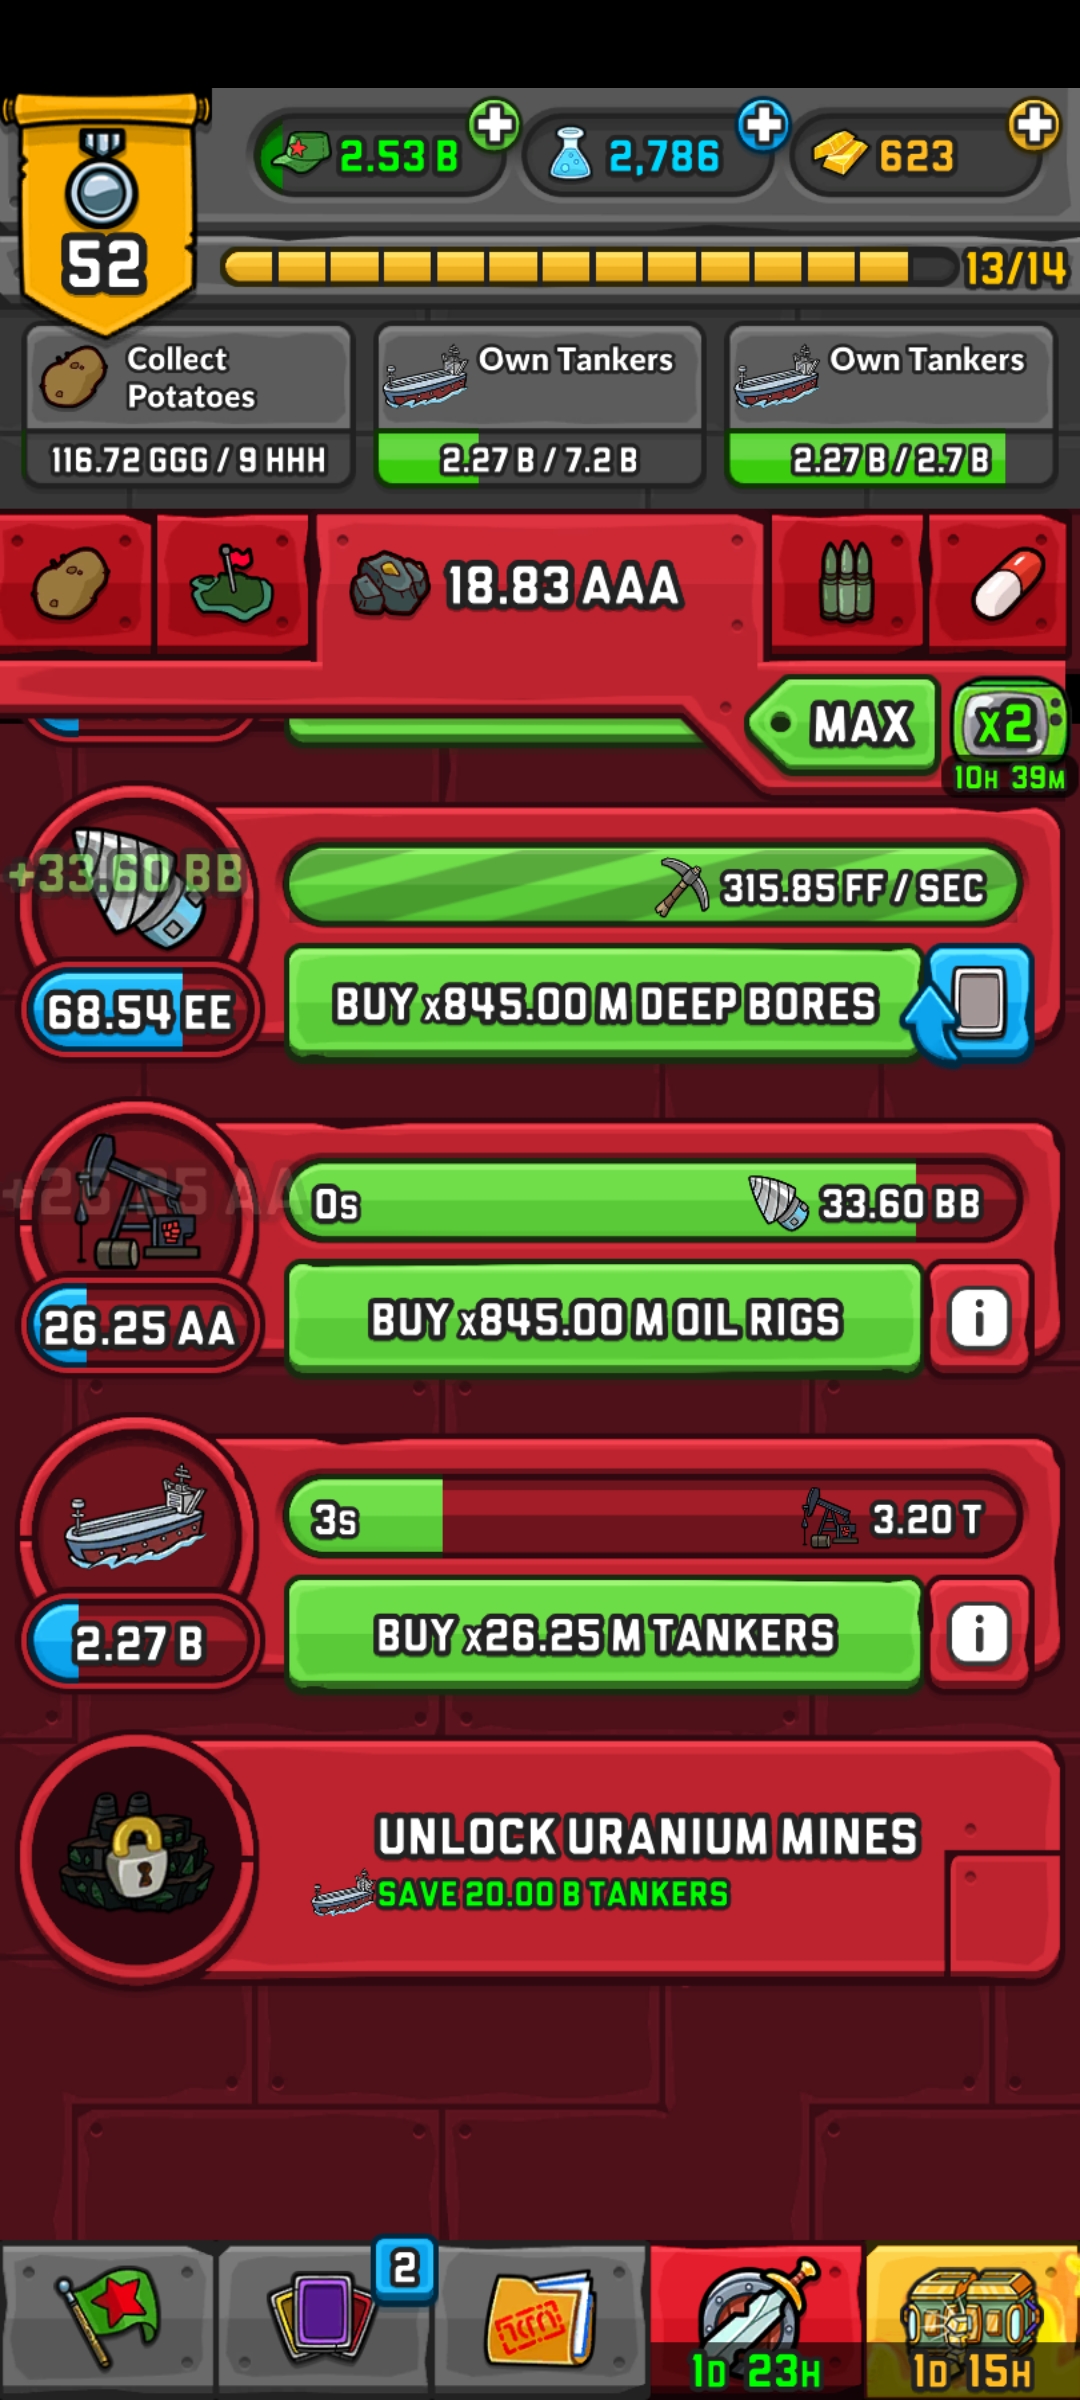 52
2.53 B
2,786
623
13/14
Collect
Potatoes
116.72 GGG / 9 HHH
Own Tankers
2.27 B / 7.2 B
Own Tankers
2.27 B / 2.7 B
18.83 AAA
MAX
x2
10H 39M
+33.60 BB
315.85 FF / SEC
68.54 EE
BUY x845.00 M DEEP BORES
+26.25 AA
0s
33.60 BB
26.25 AA
BUY x845.00 M OIL RIGS
i
3s
3.20 T
2.27 B
BUY x26.25 M TANKERS
i
UNLOCK URANIUM MINES
SAVE 20.00 B TANKERS
2
1D 23H
1D 15H